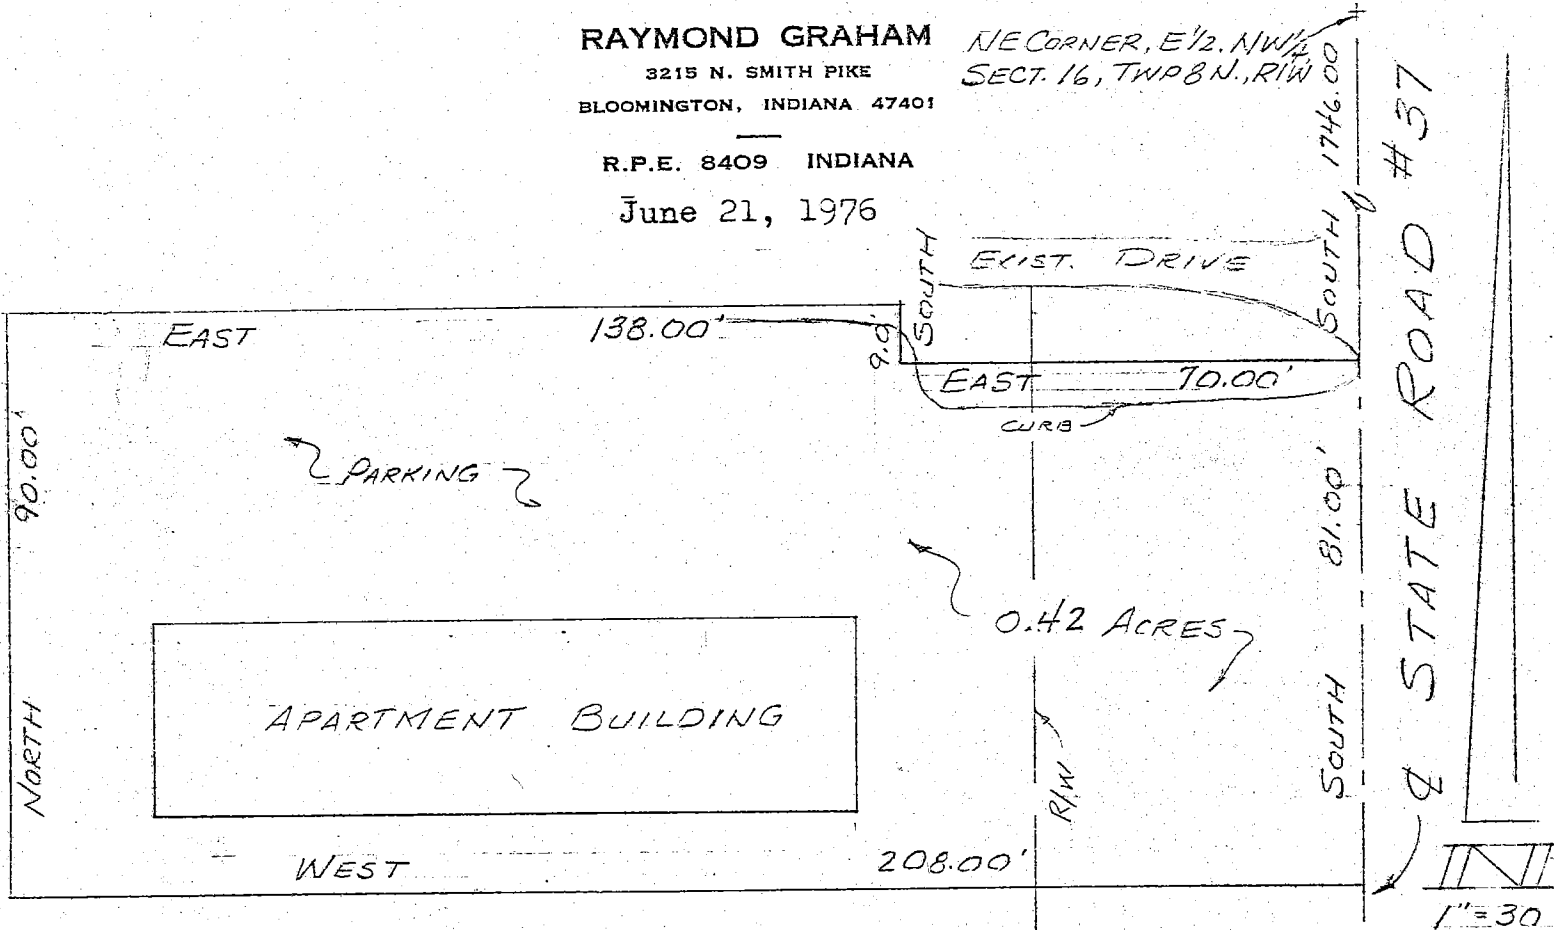 RAYMOND GRAHAM
3215 N. SMITH PIKE
BLOOMINGTON, INDIANA 47401
R.P.E. 8409 INDIANA
June 21, 1976
NE CORNER, E1/2. NW1/4
SECT. 16, TWP 8 N., R1W
SOUTH 1746.00
℄ STATE ROAD #37
EXIST. DRIVE
SOUTH
9.0'
EAST 138.00'
EAST 70.00'
CURB
90.00'
NORTH
PARKING
SOUTH 81.00'
0.42 ACRES
APARTMENT BUILDING
R/W
WEST 208.00'
N
1"=30